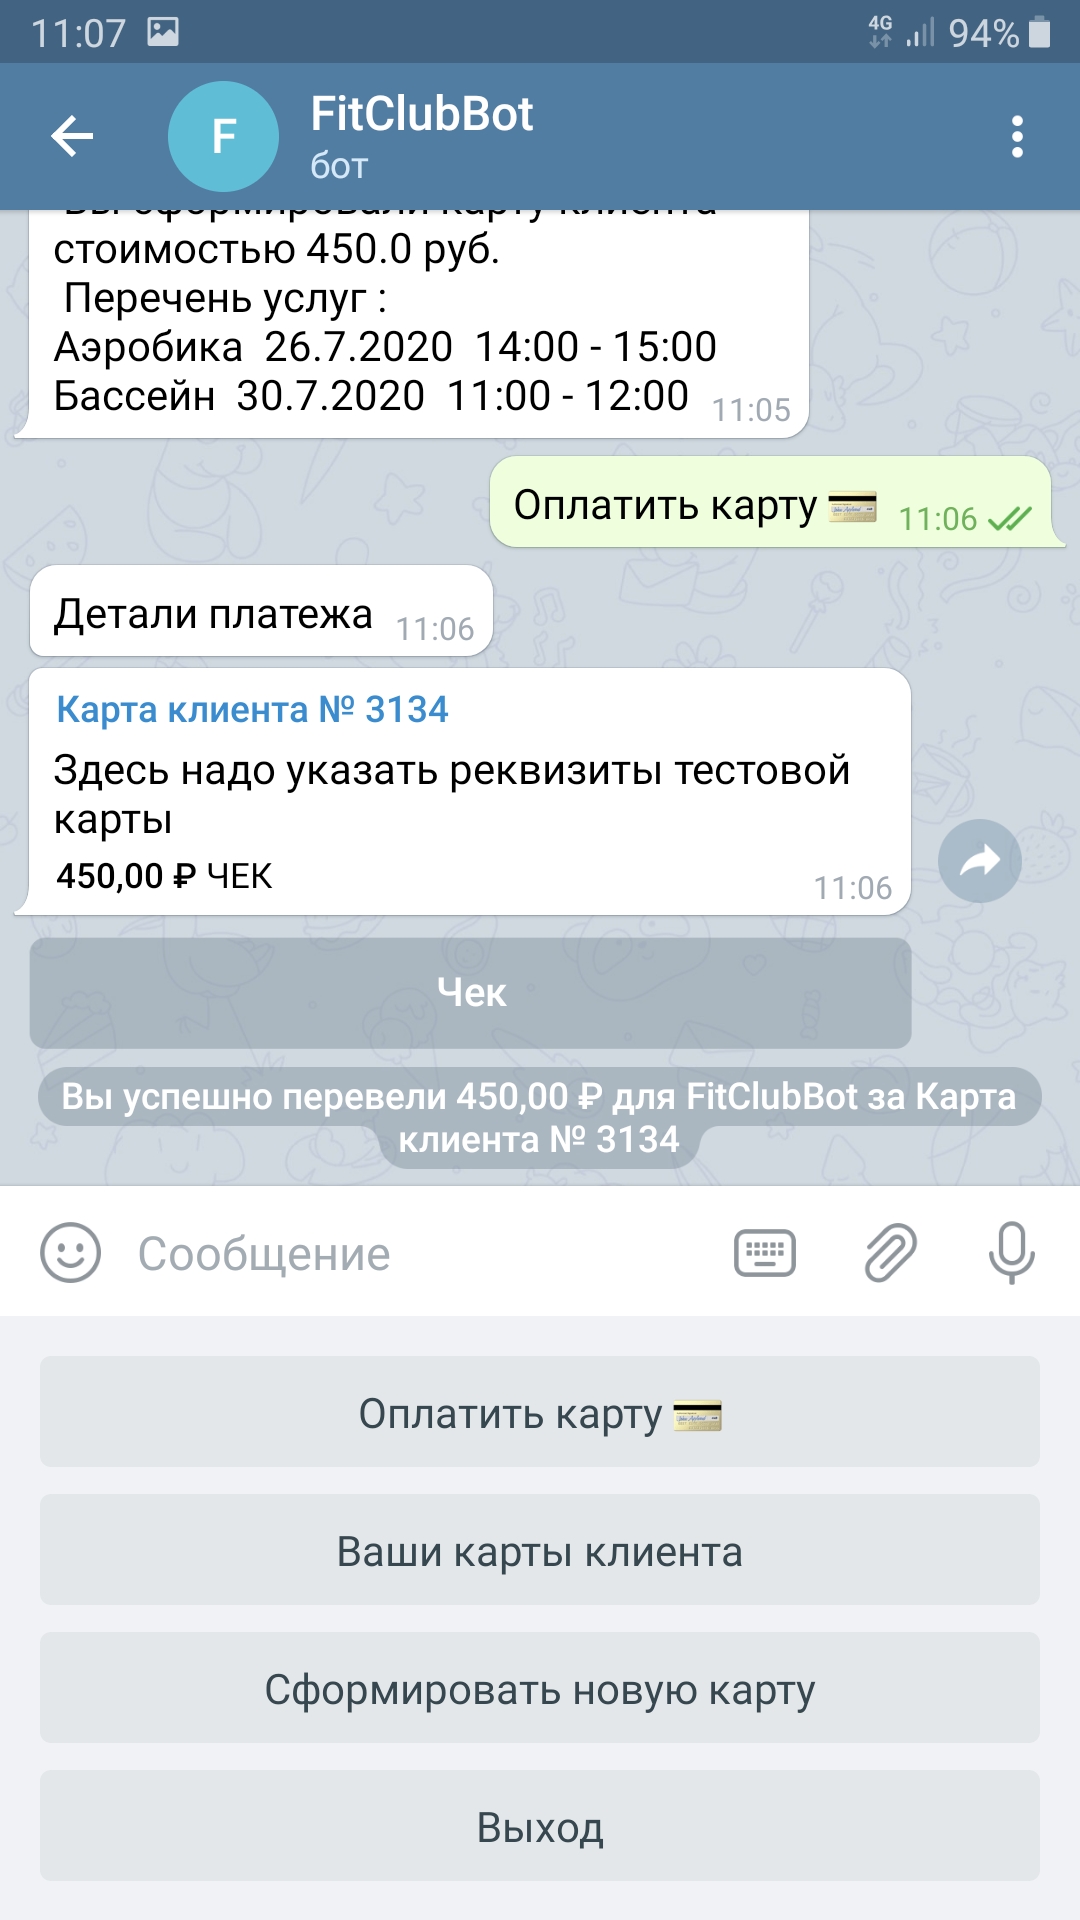 11:07 4G 94%
F FitClubBot
бот
Вы сформировали карту клиента
стоимостью 450.0 руб.
Перечень услуг :
Аэробика 26.7.2020 14:00 - 15:00
Бассейн 30.7.2020 11:00 - 12:00 11:05
Оплатить карту 11:06
Детали платежа 11:06
Карта клиента № 3134
Здесь надо указать реквизиты тестовой
карты
450,00 ₽ ЧЕК 11:06
Чек
Вы успешно перевели 450,00 ₽ для FitClubBot за Карта
клиента № 3134
Сообщение
Оплатить карту
Ваши карты клиента
Сформировать новую карту
Выход